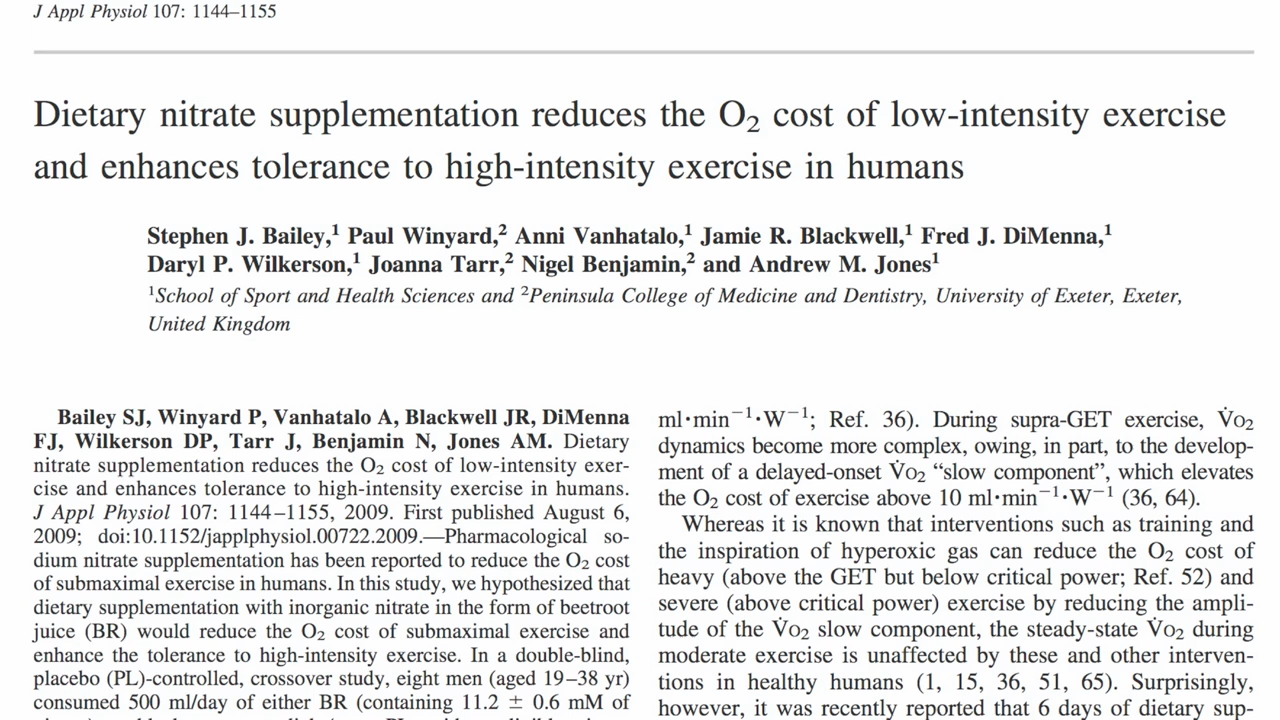 J Appl Physiol 107: 1144–1155
Dietary nitrate supplementation reduces the O2 cost of low-intensity exercise
and enhances tolerance to high-intensity exercise in humans
Stephen J. Bailey,1 Paul Winyard,2 Anni Vanhatalo,1 Jamie R. Blackwell,1 Fred J. DiMenna,1
Daryl P. Wilkerson,1 Joanna Tarr,2 Nigel Benjamin,2 and Andrew M. Jones1
1School of Sport and Health Sciences and 2Peninsula College of Medicine and Dentistry, University of Exeter, Exeter,
United Kingdom
Bailey SJ, Winyard P, Vanhatalo A, Blackwell JR, DiMenna
FJ, Wilkerson DP, Tarr J, Benjamin N, Jones AM. Dietary
nitrate supplementation reduces the O2 cost of low-intensity exer-
cise and enhances tolerance to high-intensity exercise in humans.
J Appl Physiol 107: 1144–1155, 2009. First published August 6,
2009; doi:10.1152/japplphysiol.00722.2009.—Pharmacological so-
dium nitrate supplementation has been reported to reduce the O2 cost
of submaximal exercise in humans. In this study, we hypothesized that
dietary supplementation with inorganic nitrate in the form of beetroot
juice (BR) would reduce the O2 cost of submaximal exercise and
enhance the tolerance to high-intensity exercise. In a double-blind,
placebo (PL)-controlled, crossover study, eight men (aged 19–38 yr)
consumed 500 ml/day of either BR (containing 11.2 ± 0.6 mM of
ml·min−1·W−1; Ref. 36). During supra-GET exercise, V̇O2
dynamics become more complex, owing, in part, to the develop-
ment of a delayed-onset V̇O2 “slow component”, which elevates
the O2 cost of exercise above 10 ml·min−1·W−1 (36, 64).
Whereas it is known that interventions such as training and
the inspiration of hyperoxic gas can reduce the O2 cost of
heavy (above the GET but below critical power; Ref. 52) and
severe (above critical power) exercise by reducing the ampli-
tude of the V̇O2 slow component, the steady-state V̇O2 during
moderate exercise is unaffected by these and other interven-
tions in healthy humans (1, 15, 36, 51, 65). Surprisingly,
however, it was recently reported that 6 days of dietary sup-